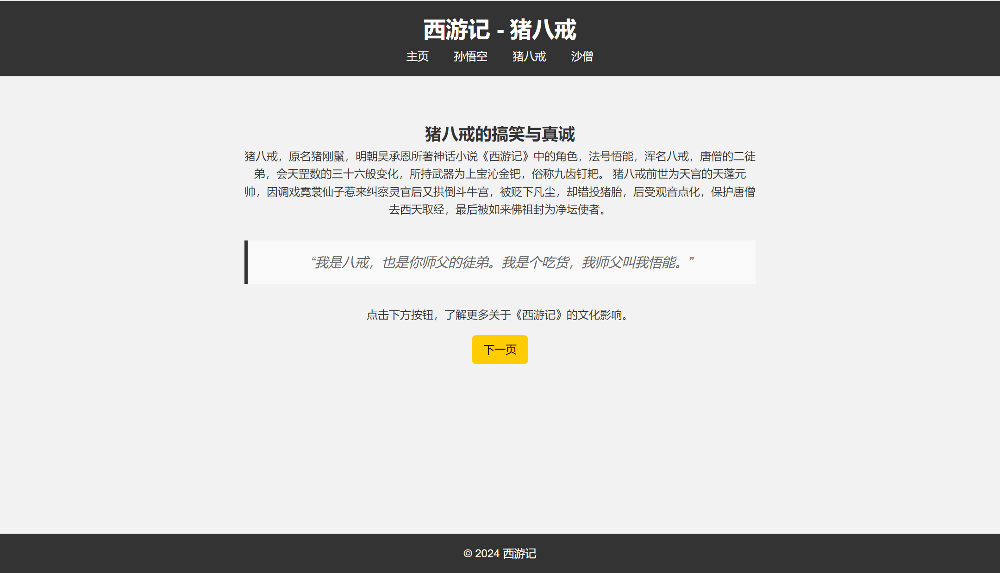 西游记 - 猪八戒
主页 孙悟空 猪八戒 沙僧
猪八戒的搞笑与真诚
猪八戒，原名猪刚鬣，明朝吴承恩所著神话小说《西游记》中的角色，法号悟能，浑名八戒，唐僧的二徒
弟，会天罡数的三十六般变化，所持武器为上宝沁金钯，俗称九齿钉耙。 猪八戒前世为天宫的天蓬元
帅，因调戏霓裳仙子惹来纠察灵官后又拱倒斗牛宫，被贬下凡尘，却错投猪胎，后受观音点化，保护唐僧
去西天取经，最后被如来佛祖封为净坛使者。
“我是八戒，也是你师父的徒弟。我是个吃货，我师父叫我悟能。”
点击下方按钮，了解更多关于《西游记》的文化影响。
下一页
© 2024 西游记